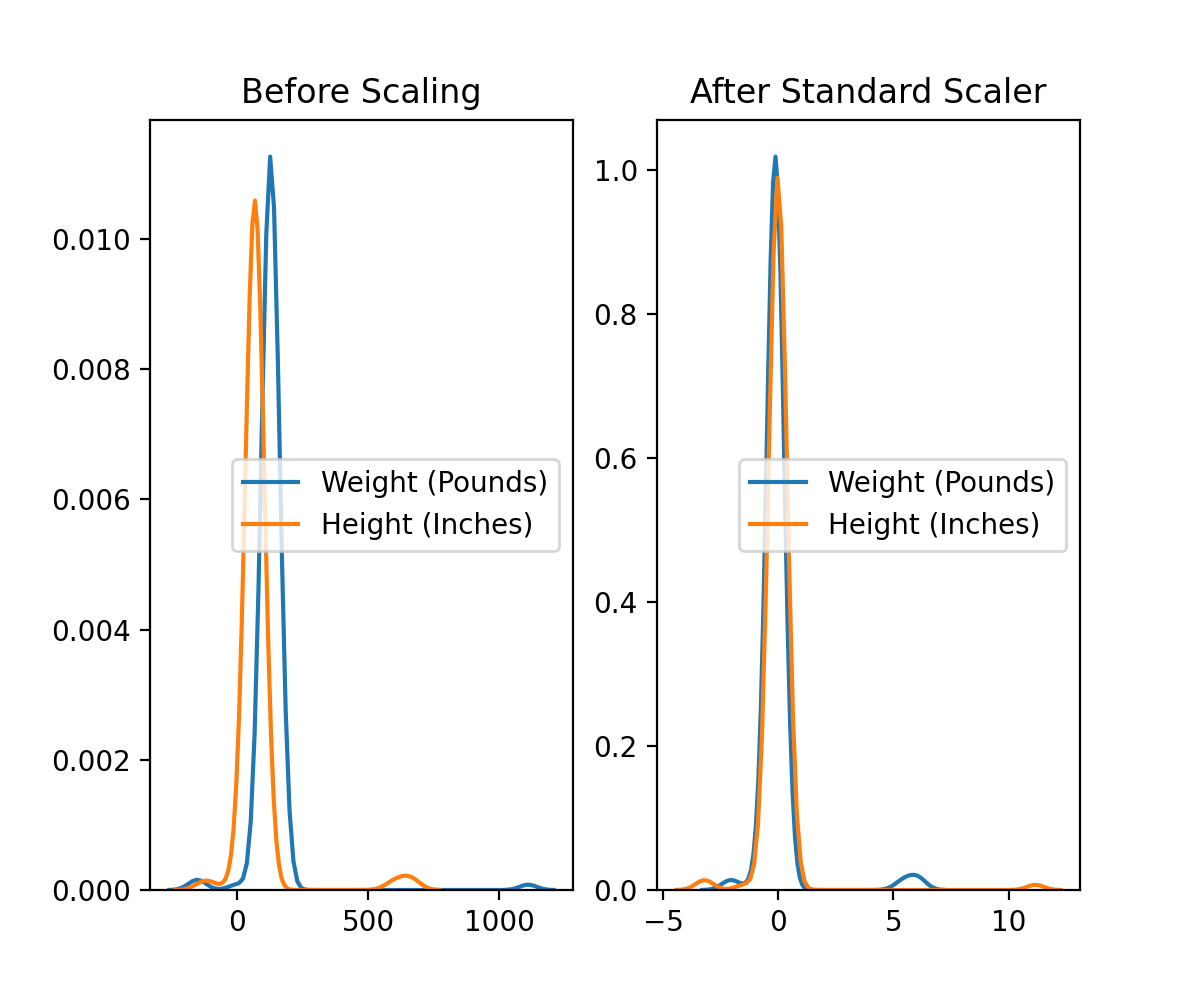 Before Scaling
0.010
0.008
0.006
0.004
0.002
0.000
0 500 1000
Weight (Pounds)
Height (Inches)
After Standard Scaler
1.0
0.8
0.6
0.4
0.2
0.0
−5 0 5 10
Weight (Pounds)
Height (Inches)